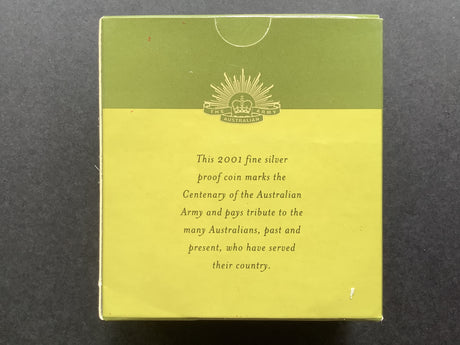 THE AUSTRALIAN ARMY
This 2001 fine silver
proof coin marks the
Centenary of the Australian
Army and pays tribute to the
many Australians, past and
present, who have served
their country.